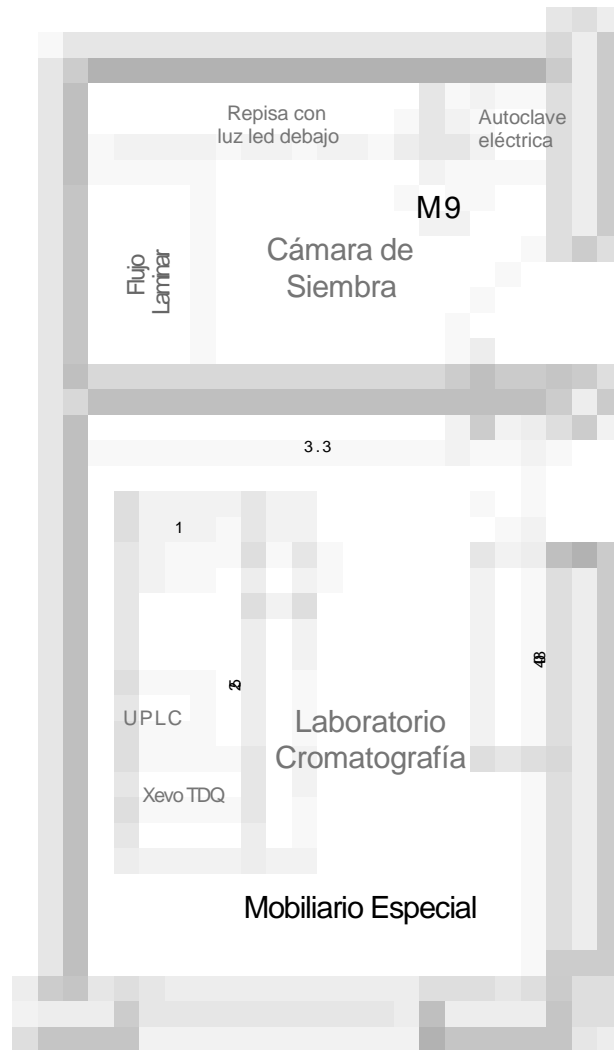 Repisa con
luz led debajo
Autoclave
eléctrica
M9
Cámara de
Siembra
Flujo
Laminar
3.3
1
UPLC
Laboratorio
Cromatografía
Xevo TDQ
Mobiliario Especial